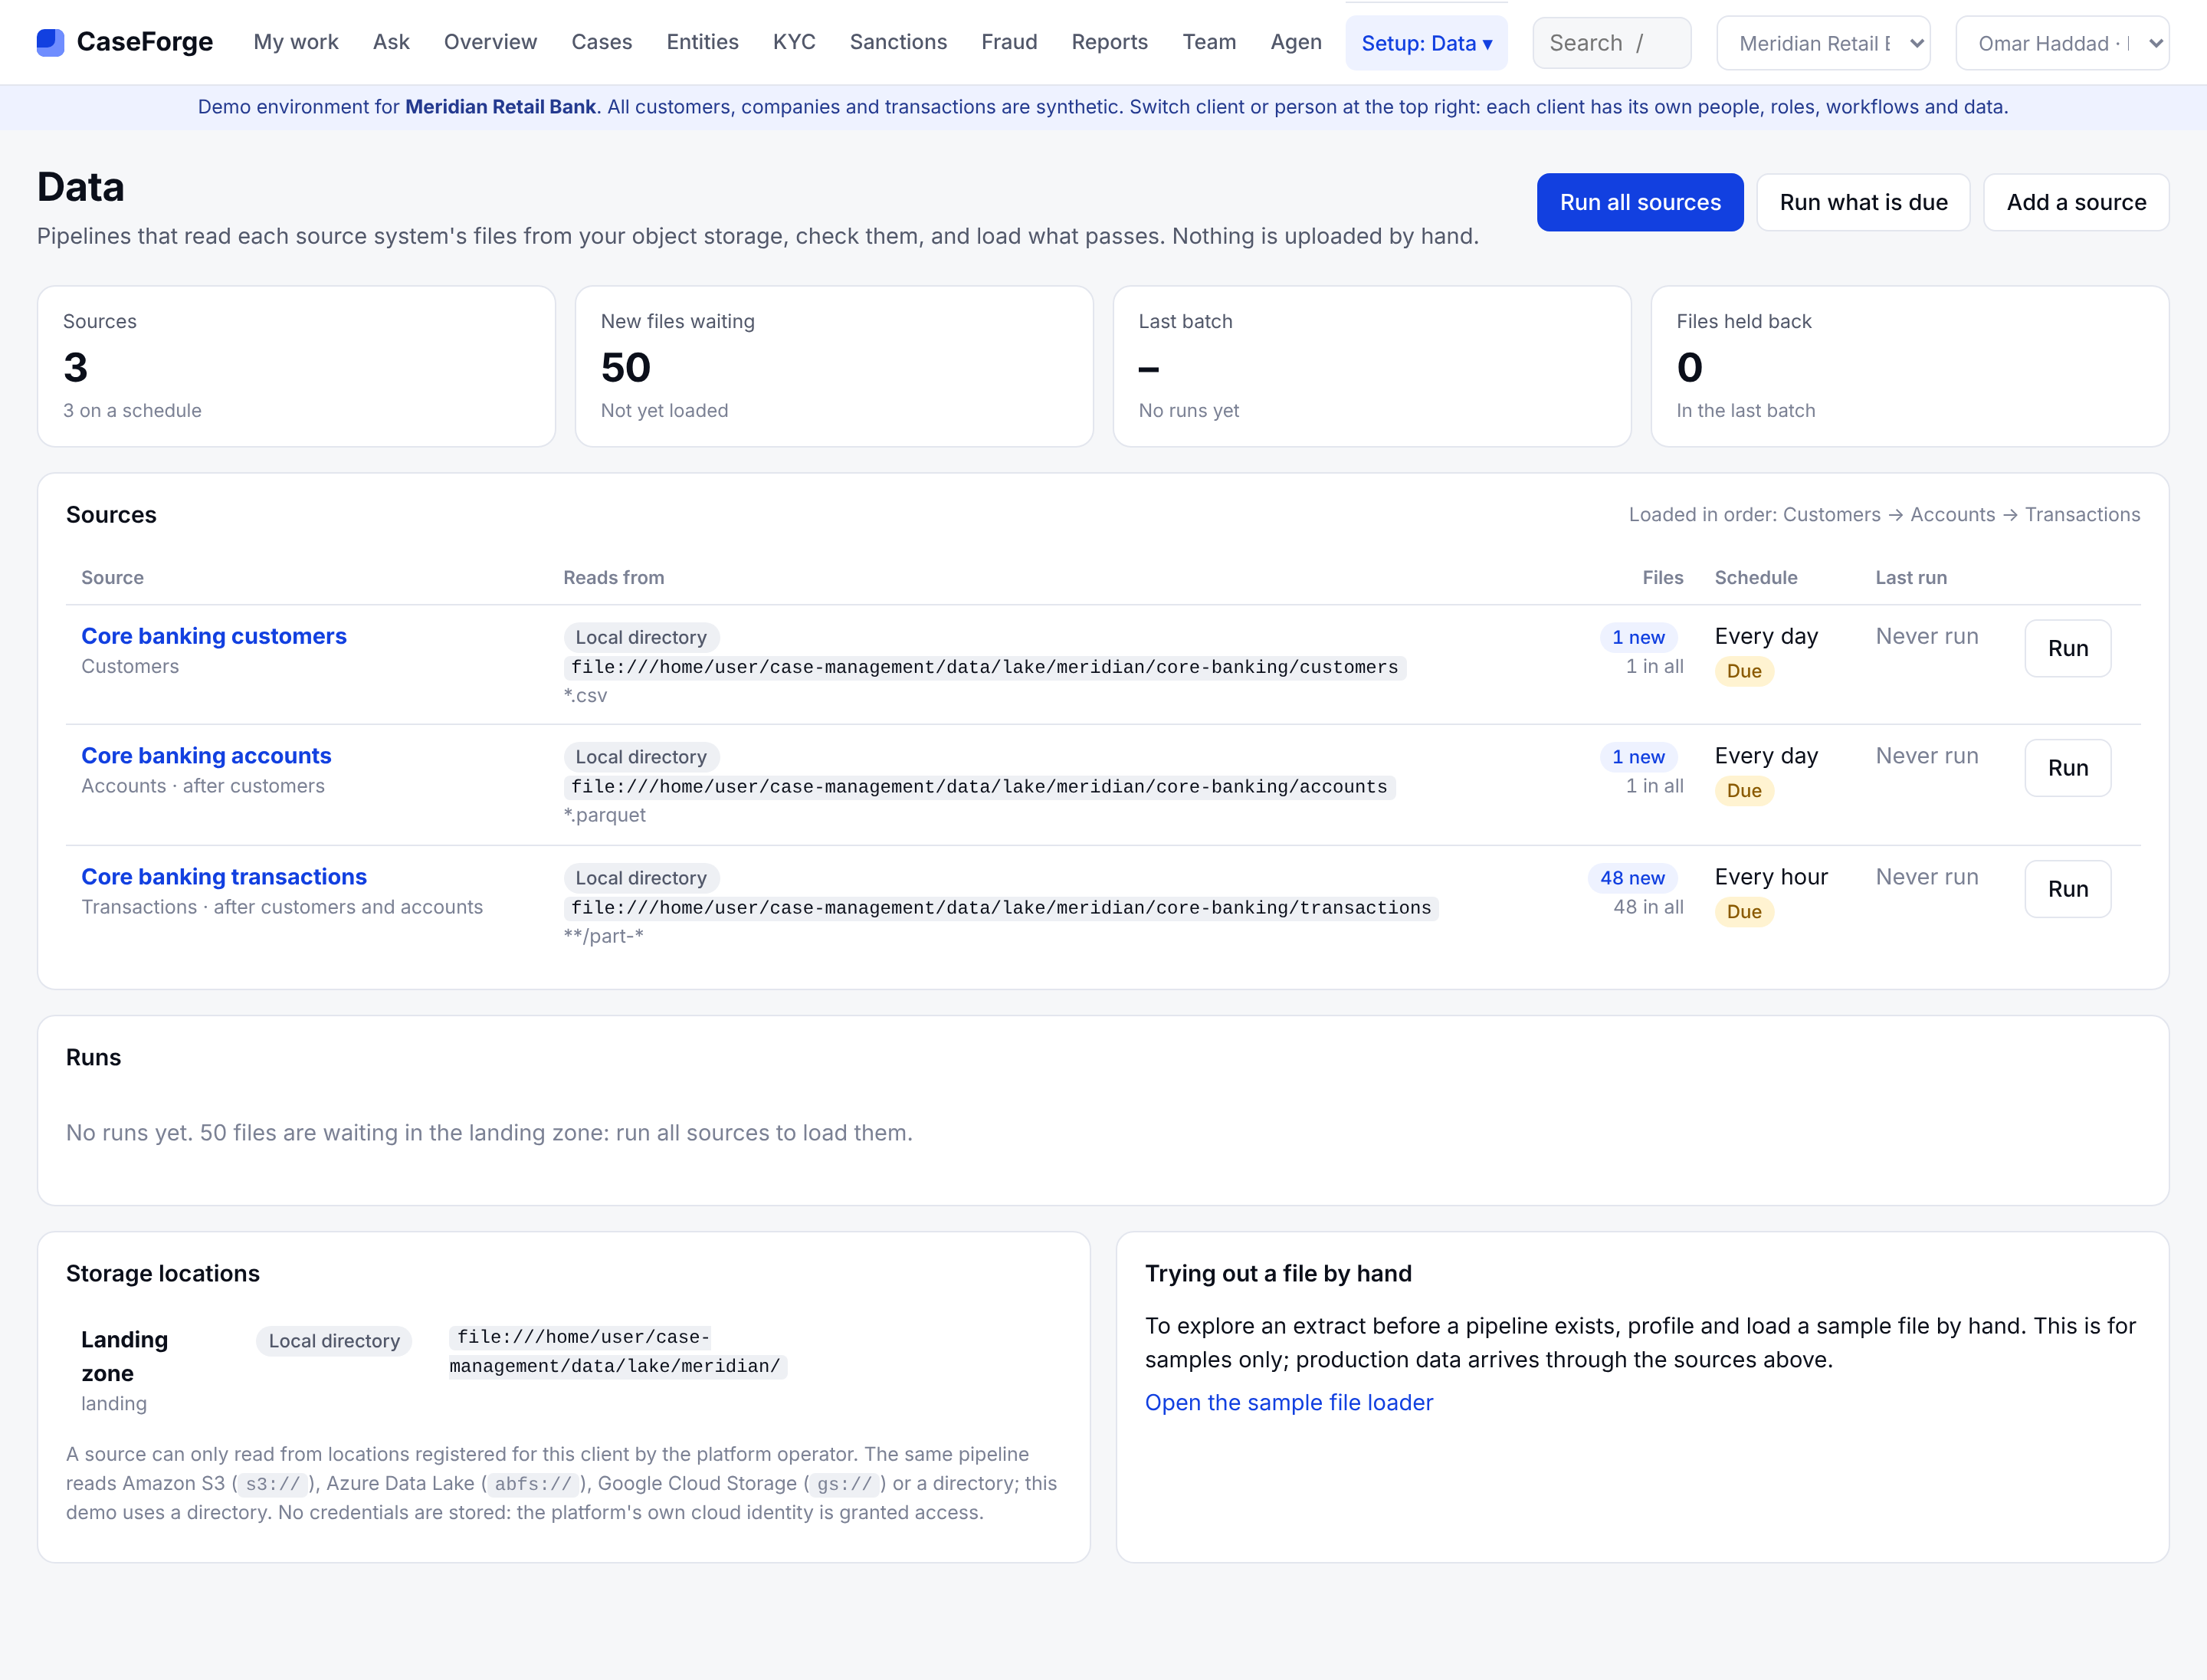 CaseForge My work Ask Overview Cases Entities KYC Sanctions Fraud Reports Team Agen Setup: Data ▾ Search / Meridian Retail Omar Haddad ·
Demo environment for Meridian Retail Bank. All customers, companies and transactions are synthetic. Switch client or person at the top right: each client has its own people, roles, workflows and data.
Data
Pipelines that read each source system's files from your object storage, check them, and load what passes. Nothing is uploaded by hand.
Run all sources Run what is due Add a source
Sources
3
3 on a schedule
New files waiting
50
Not yet loaded
Last batch
–
No runs yet
Files held back
0
In the last batch
Sources
Loaded in order: Customers → Accounts → Transactions
Source Reads from Files Schedule Last run
Core banking customers
Customers
Local directory
file:///home/user/case-management/data/lake/meridian/core-banking/customers
*.csv
1 new
1 in all
Every day
Due
Never run
Run
Core banking accounts
Accounts · after customers
Local directory
file:///home/user/case-management/data/lake/meridian/core-banking/accounts
*.parquet
1 new
1 in all
Every day
Due
Never run
Run
Core banking transactions
Transactions · after customers and accounts
Local directory
file:///home/user/case-management/data/lake/meridian/core-banking/transactions
**/part-*
48 new
48 in all
Every hour
Due
Never run
Run
Runs
No runs yet. 50 files are waiting in the landing zone: run all sources to load them.
Storage locations
Landing
zone
landing
Local directory
file:///home/user/case-
management/data/lake/meridian/
A source can only read from locations registered for this client by the platform operator. The same pipeline
reads Amazon S3 ( s3:// ), Azure Data Lake ( abfs:// ), Google Cloud Storage ( gs:// ) or a directory; this
demo uses a directory. No credentials are stored: the platform's own cloud identity is granted access.
Trying out a file by hand
To explore an extract before a pipeline exists, profile and load a sample file by hand. This is for
samples only; production data arrives through the sources above.
Open the sample file loader